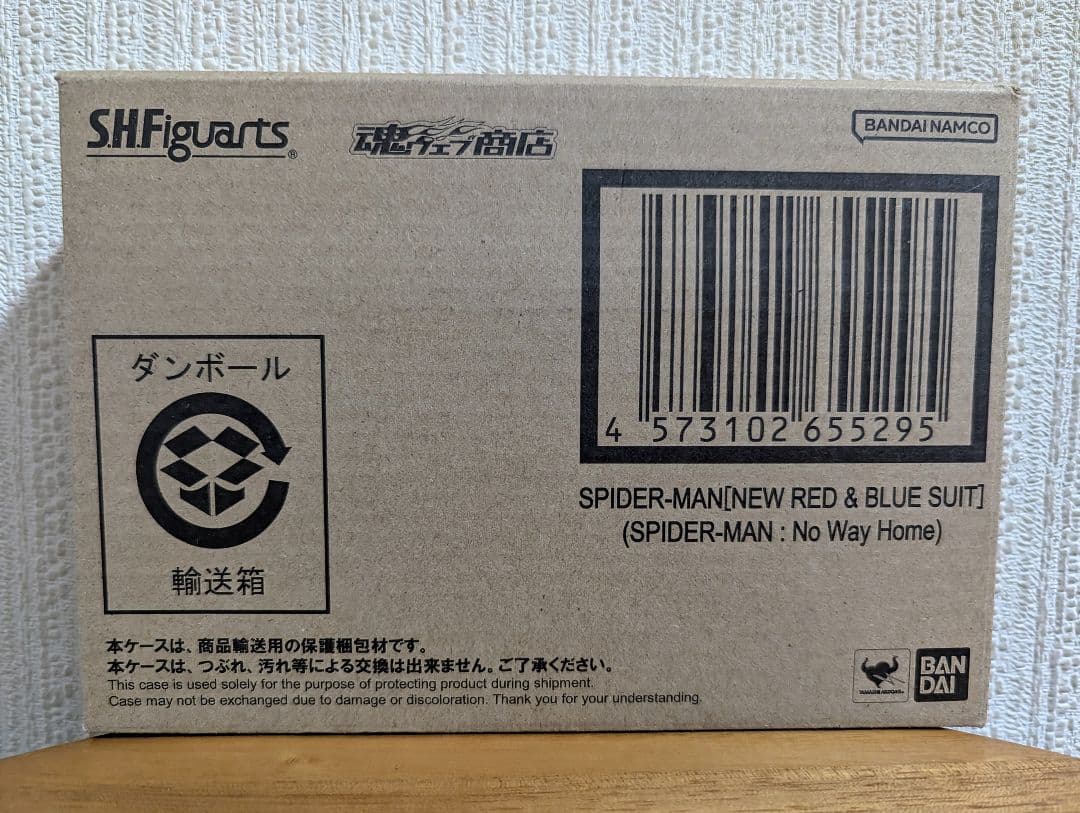 S.H.Figuarts®
魂ウェブ商店
BANDAI NAMCO
4 573102 655295
SPIDER-MAN[NEW RED & BLUE SUIT]
(SPIDER-MAN : No Way Home)
ダンボール
輸送箱
本ケースは、商品輸送用の保護梱包材です。
本ケースは、つぶれ、汚れ等による交換は出来ません。ご了承ください。
This case is used solely for the purpose of protecting product during shipment.
Case may not be exchanged due to damage or discoloration. Thank you for your understanding.
TAMASHII NATIONS
BAN
DAI